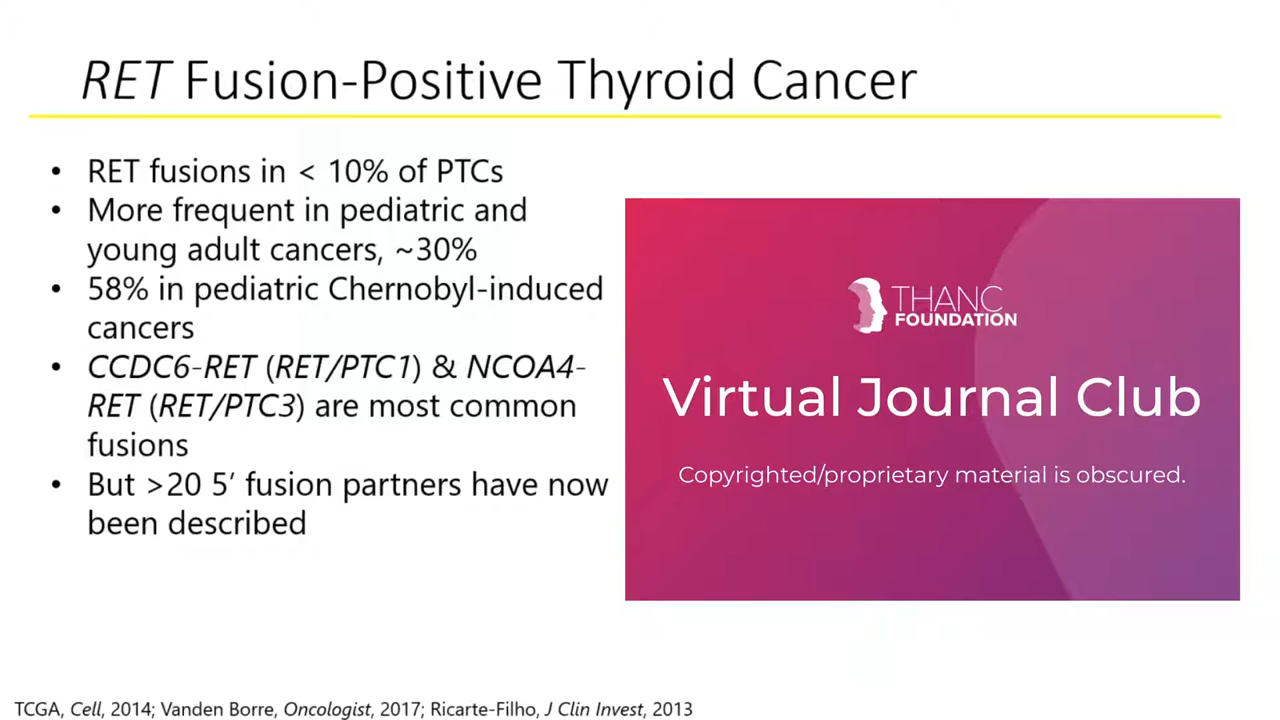 RET Fusion-Positive Thyroid Cancer
• RET fusions in < 10% of PTCs
• More frequent in pediatric and
young adult cancers, ~30%
• 58% in pediatric Chernobyl-induced
cancers
• CCDC6-RET (RET/PTC1) & NCOA4-
RET (RET/PTC3) are most common
fusions
• But >20 5’ fusion partners have now
been described
THANC
FOUNDATION
Virtual Journal Club
Copyrighted/proprietary material is obscured.
TCGA, Cell, 2014; Vanden Borre, Oncologist, 2017; Ricarte-Filho, J Clin Invest, 2013